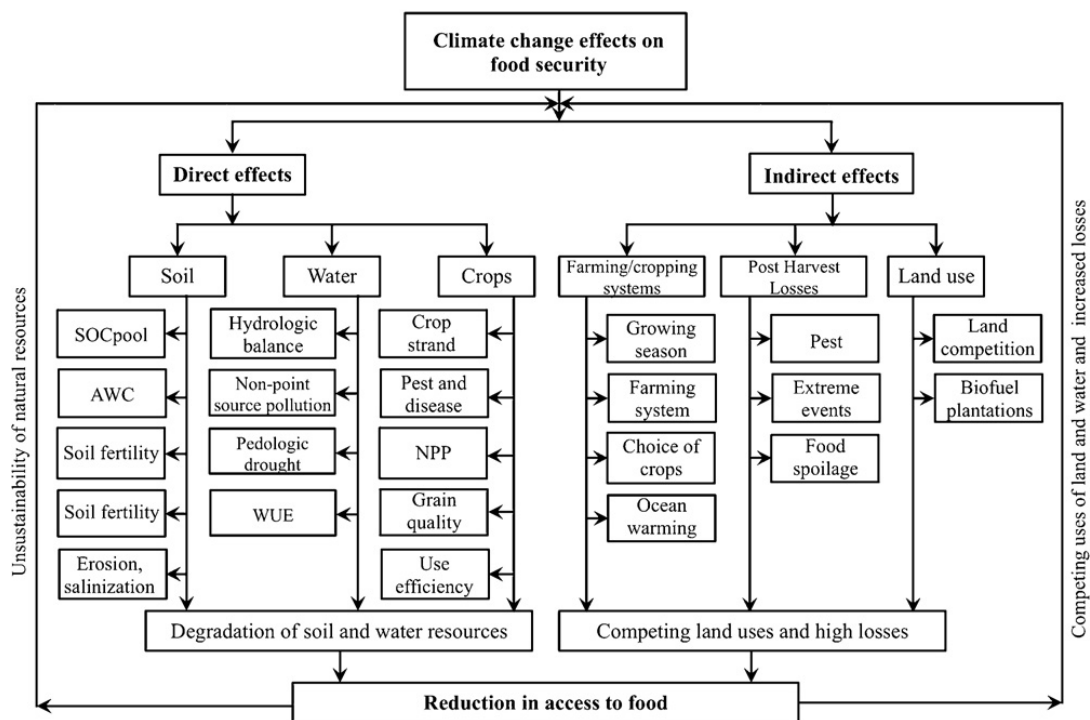 Climate change effects on
food security
Direct effects
Indirect effects
Soil
Water
Crops
Farming/cropping
systems
Post Harvest
Losses
Land use
SOCpool
AWC
Soil fertility
Soil fertility
Erosion,
salinization
Hydrologic
balance
Non-point
source pollution
Pedologic
drought
WUE
Crop
strand
Pest and
disease
NPP
Grain
quality
Use
efficiency
Growing
season
Farming
system
Choice of
crops
Ocean
warming
Pest
Extreme
events
Food
spoilage
Land
competition
Biofuel
plantations
Degradation of soil and water resources
Competing land uses and high losses
Reduction in access to food
Unsustainability of natural resources
Competing uses of land and water and increased losses